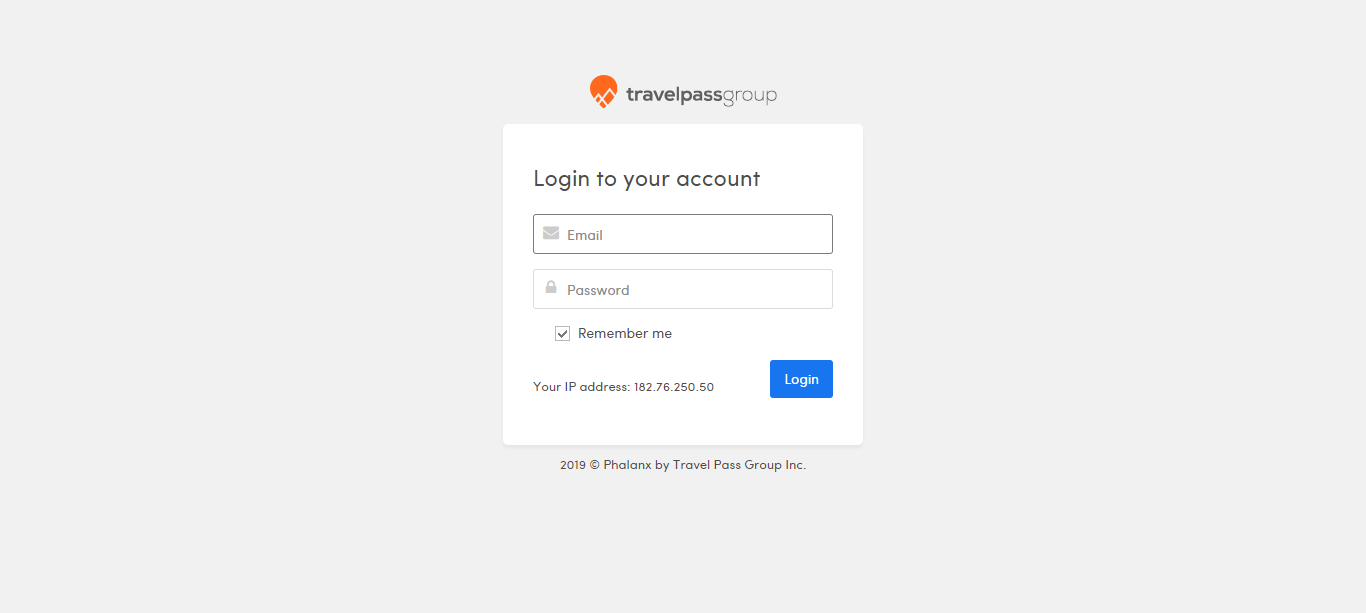 travelpassgroup
Login to your account
Email
Password
Remember me
Your IP address: 182.76.250.50
Login
2019 © Phalanx by Travel Pass Group Inc.